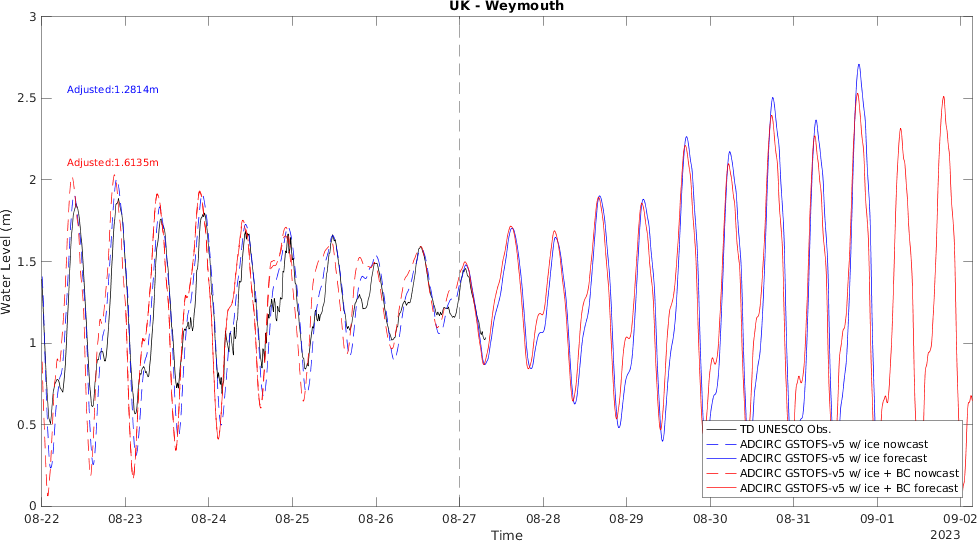 UK - Weymouth
3
2.5
2
1.5
1
0.5
0
Water Level (m)
Adjusted:1.2814m
Adjusted:1.6135m
TD UNESCO Obs.
ADCIRC GSTOFS-v5 w/ ice nowcast
ADCIRC GSTOFS-v5 w/ ice forecast
ADCIRC GSTOFS-v5 w/ ice + BC nowcast
ADCIRC GSTOFS-v5 w/ ice + BC forecast
08-22 08-23 08-24 08-25 08-26 08-27 08-28 08-29 08-30 08-31 09-01 09-02
Time
2023